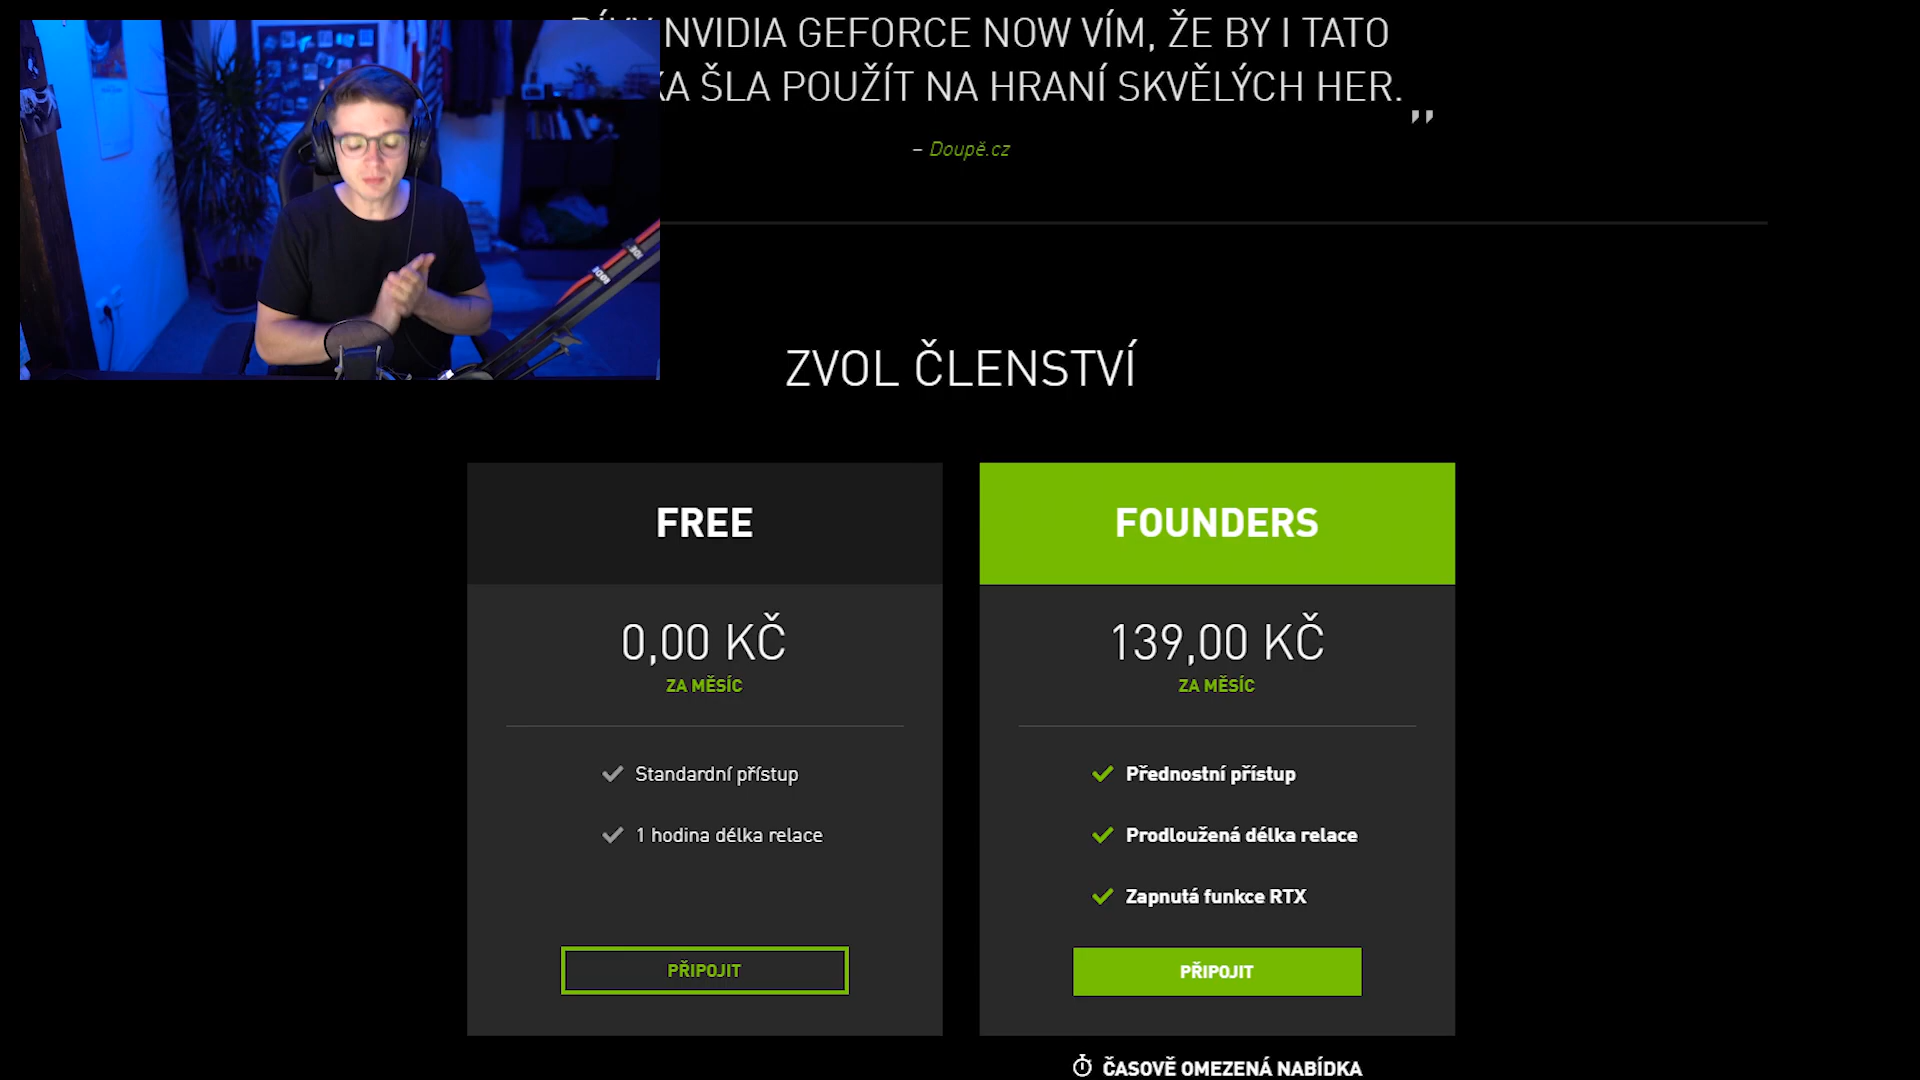 NVIDIA GEFORCE NOW VÍM, ŽE BY I TATO
ŠLA POUŽÍT NA HRANÍ SKVĚLÝCH HER.”
– Doupě.cz
ZVOL ČLENSTVÍ
FREE
0,00 KČ
ZA MĚSÍC
Standardní přístup
1 hodina délka relace
PŘIPOJIT
FOUNDERS
139,00 KČ
ZA MĚSÍC
Přednostní přístup
Prodloužená délka relace
Zapnutá funkce RTX
PŘIPOJIT
ČASOVĚ OMEZENÁ NABÍDKA